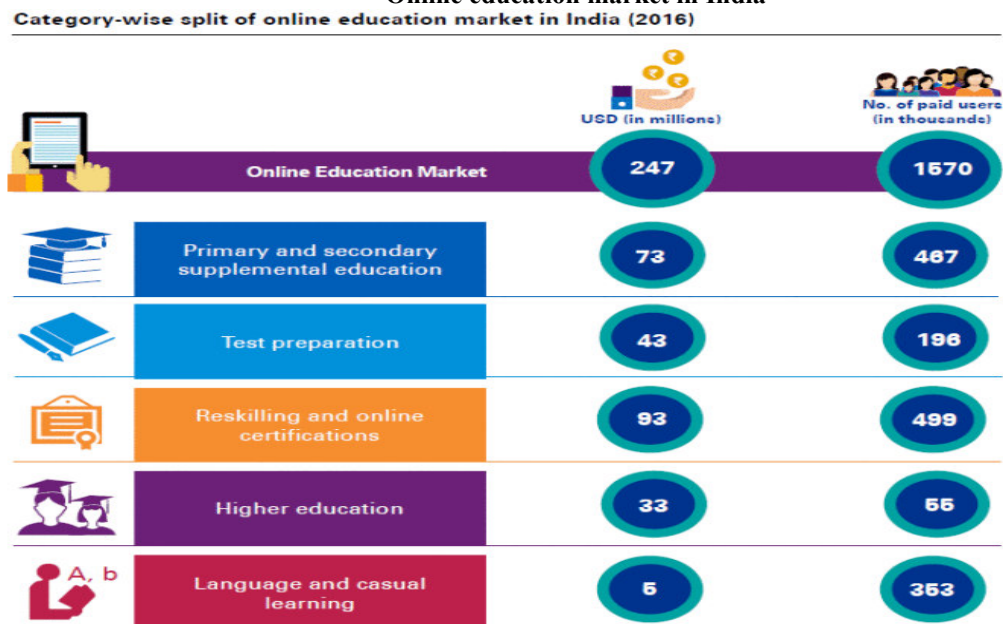 Online education market in India
Category-wise split of online education market in India (2016)
USD (in millions)
No. of paid users
(in thousands)
Online Education Market
247
1570
Primary and secondary
supplemental education
73
467
Test preparation
43
196
Reskilling and online
certifications
93
499
Higher education
33
55
A, b
Language and casual
learning
5
353